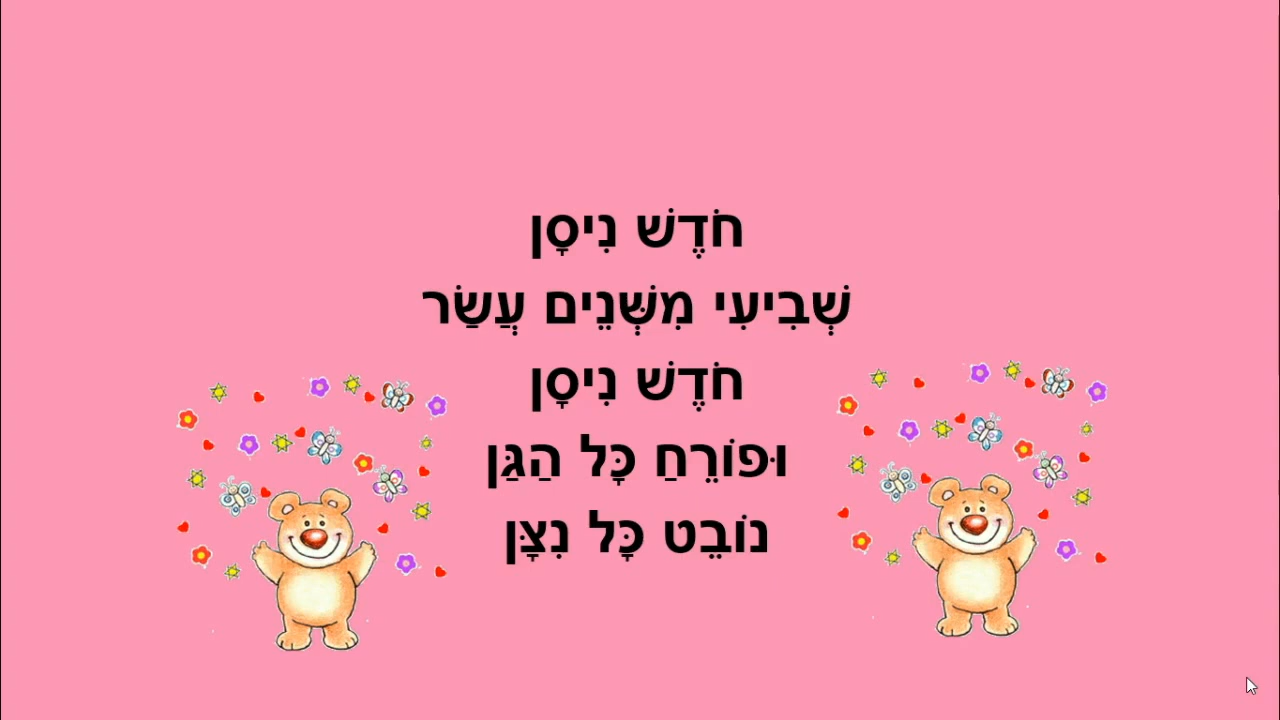 חֹדֶשׁ נִיסָן
שְׁבִיעִי מִשְּׁנֵים עֲשַׂר
חֹדֶשׁ נִיסָן
וּפוֹרֵחַ כָּל הַגַּן
נוֹבֵט כָּל נִצָּן